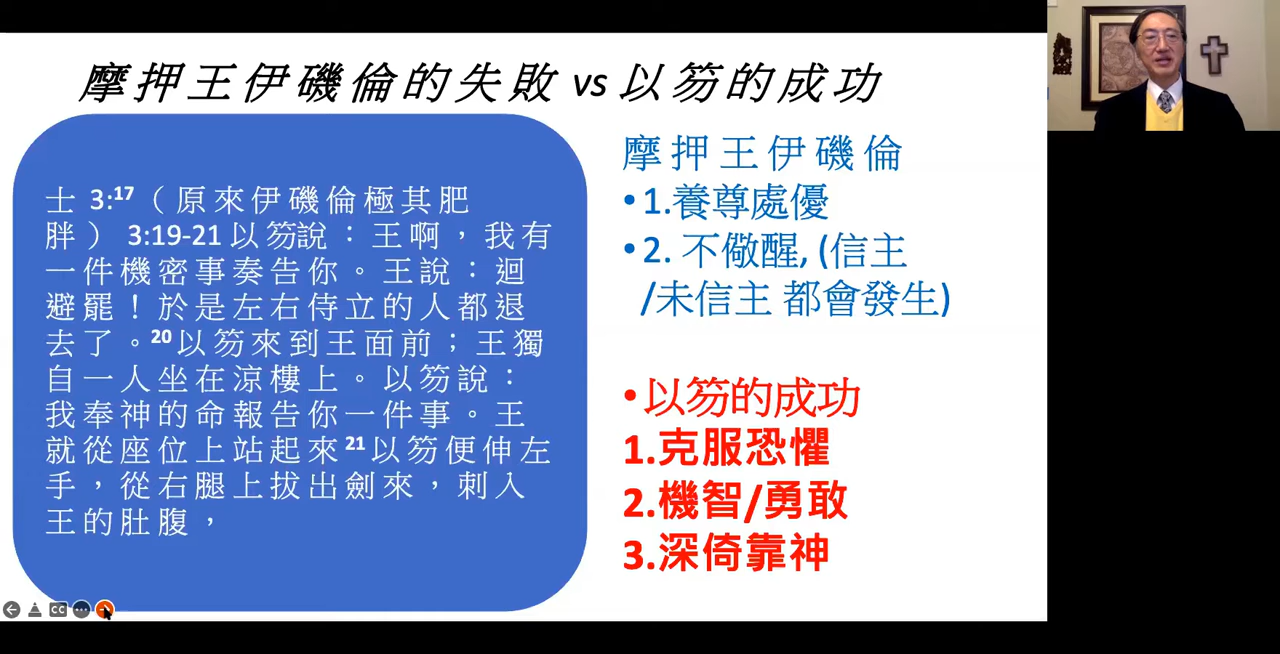 摩押王伊磯倫的失敗 vs 以笏的成功
士 3:17（原來伊磯倫極其肥
胖） 3:19-21 以笏說：王啊，我有
一件機密事奏告你。王說：迴
避罷！於是左右侍立的人都退
去了。20 以笏來到王面前；王獨
自一人坐在涼樓上。以笏說：
我奉神的命報告你一件事。王
就從座位上站起來21 以笏便伸左
手，從右腿上拔出劍來，刺入
王的肚腹，
摩押王伊磯倫
•1.養尊處優
•2. 不儆醒, (信主
/未信主 都會發生)
•以笏的成功
1.克服恐懼
2.機智/勇敢
3.深倚靠神
CC